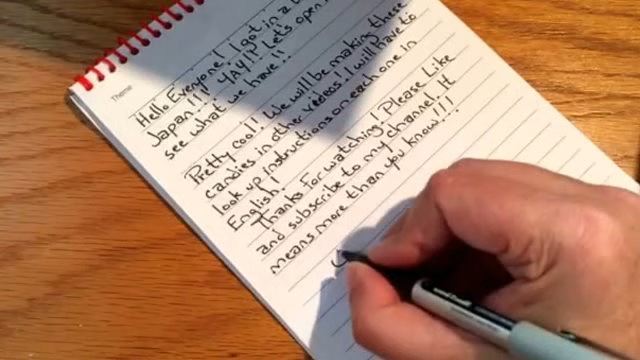 Theme
Hello Everyone! I got in a
Japan!!! YAY!! Lets open
see what we have!!
Pretty cool! We will be making these
candies in other videos! I will have to
look up instructions on each one in
English!
Thanks for watching! Please Like
and subscribe to my channel. It
means more than you know!!!